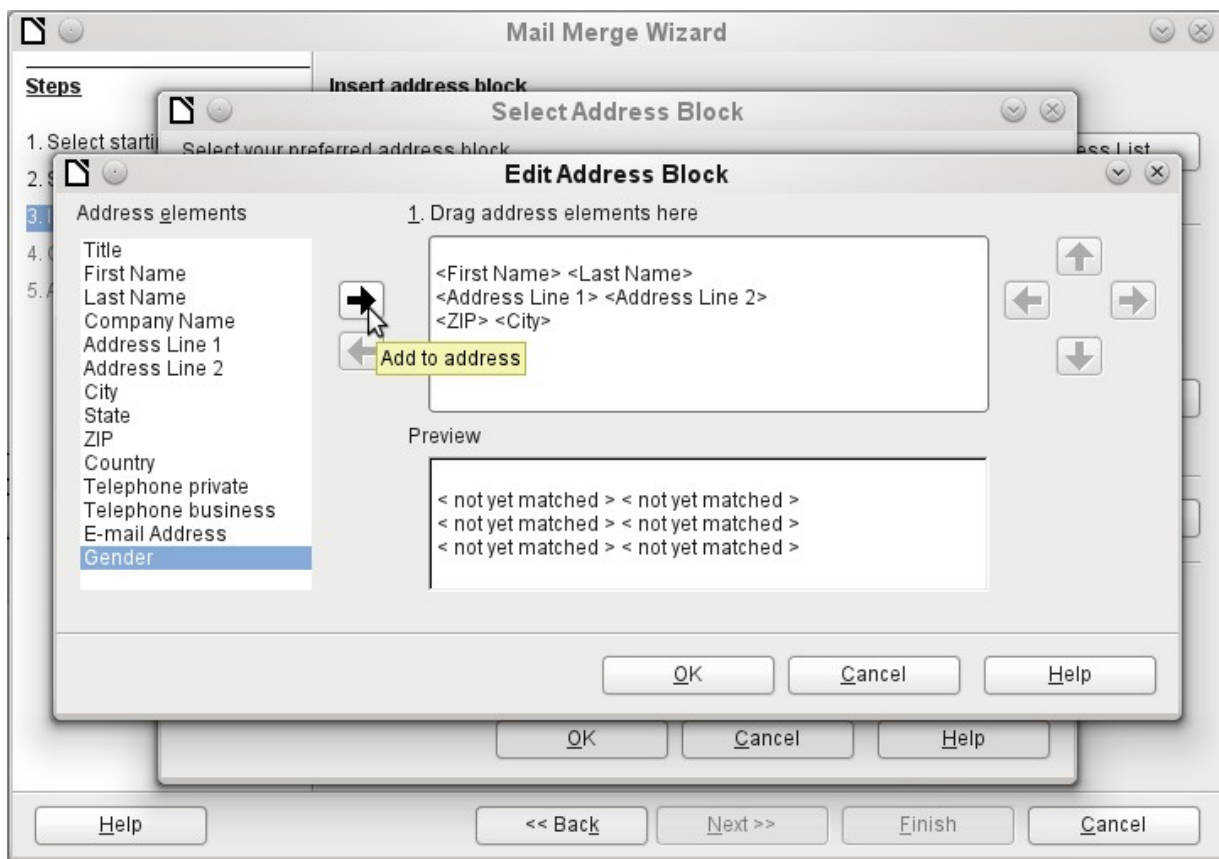 Mail Merge Wizard
Steps
Insert address block
Select Address Block
1. Select
Select your preferred address block
List
2.
Edit Address Block
3.
4.
5.
Address elements
1. Drag address elements here
Title
First Name
Last Name
Company Name
Address Line 1
Address Line 2
City
State
ZIP
Country
Telephone private
Telephone business
E-mail Address
Gender
<First Name> <Last Name>
<Address Line 1> <Address Line 2>
<ZIP> <City>
Add to address
Preview
< not yet matched > < not yet matched >
< not yet matched > < not yet matched >
< not yet matched > < not yet matched >
OK
Cancel
Help
OK
Cancel
Help
Help
<< Back
Next >>
Finish
Cancel